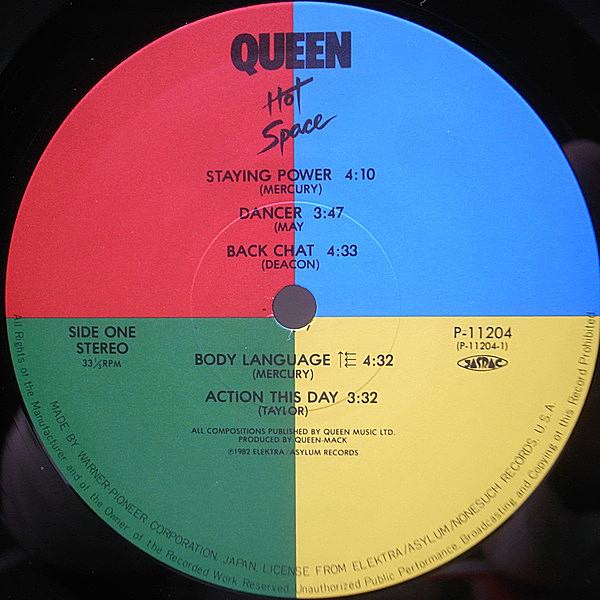 QUEEN
Hot
Space
STAYING POWER 4:10
(MERCURY)
DANCER 3:47
(MAY
BACK CHAT 4:33
(DEACON)
SIDE ONE
STEREO
33⅓RPM
P-11204
(P-11204-1)
JASRAC
BODY LANGUAGE 4:32
(MERCURY)
ACTION THIS DAY 3:32
(TAYLOR)
ALL COMPOSITIONS PUBLISHED BY QUEEN MUSIC LTD.
PRODUCED BY QUEEN-MACK
℗1982 ELEKTRA/ASYLUM RECORDS
MADE BY WARNER-PIONEER CORPORATION, JAPAN, LICENSE FROM ELEKTRA/ASYLUM/NONESUCH RECORDS, U.S.A.
All Rights of the Manufacturer and of the Owner of the Recorded Work Reserved. Unauthorized Public Performance, Broadcasting and Copying of this Record Prohibited.